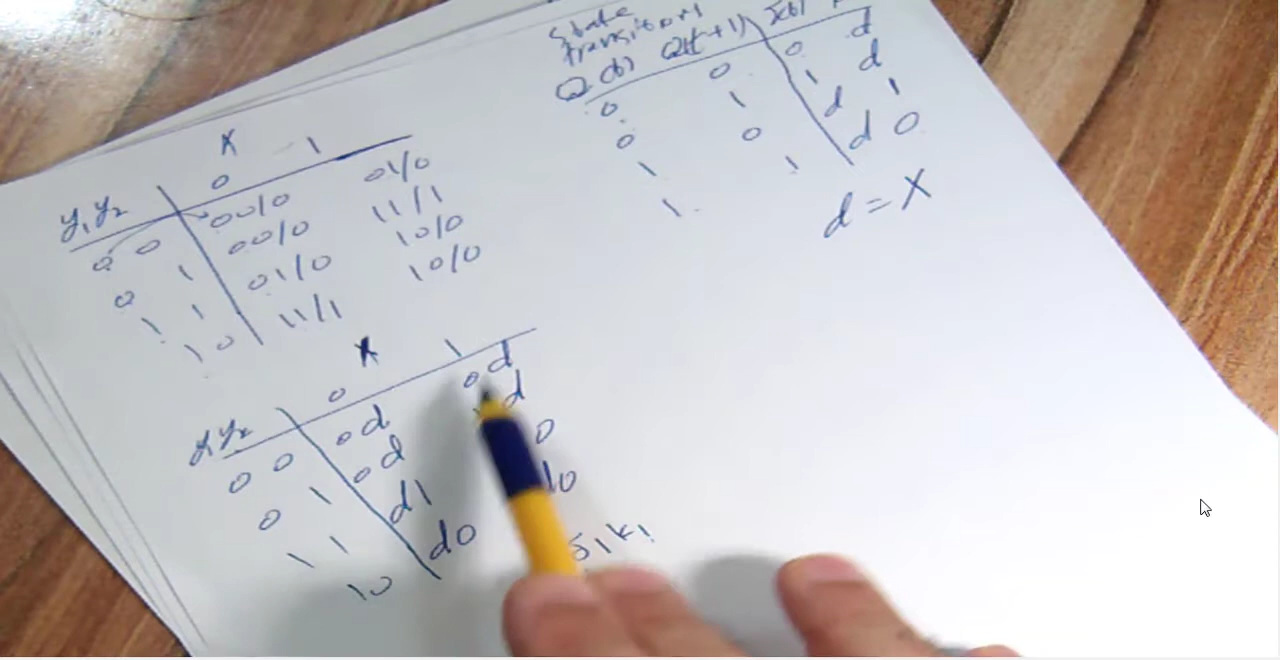 X
0 1
y₁y₂
0 0 00/0 01/0
0 1 00/0 11/1
1 1 01/0 10/0
1 0 11/1 10/0
state
transition
Q(t) Q(t+1) J(t)
0 0 0 d
0 1 1 d
1 0 d 1
1 1 d 0
d = X
X
0 1
y₁y₂
0 0 0d 0d
0 1 0d d
1 1 d1 0
1 0 d0 d0
J₁K₁